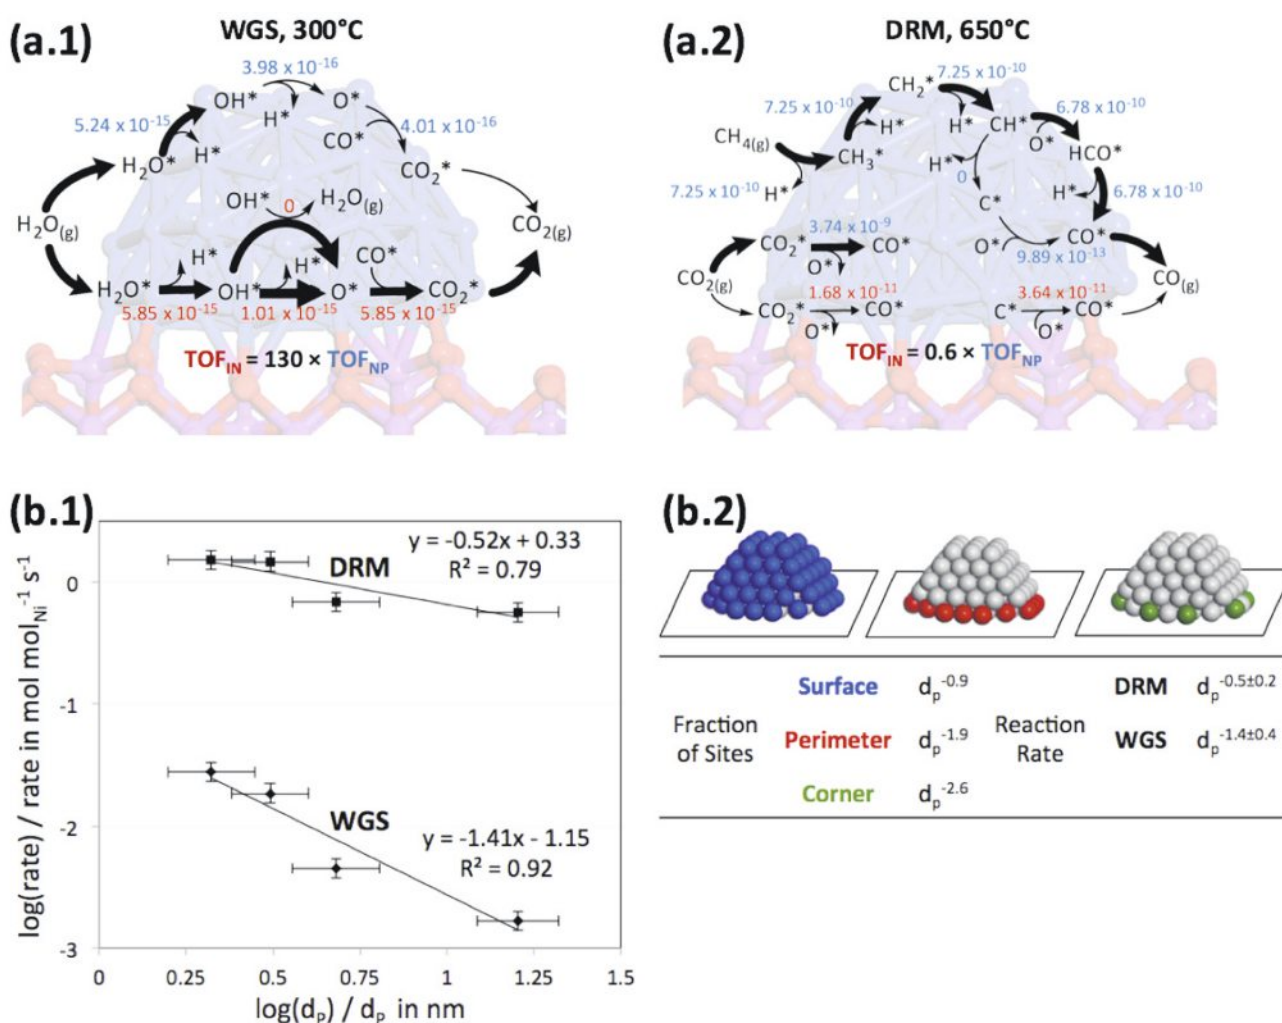 (a.1)
WGS, 300°C
3.98 x 10⁻¹⁶
OH*
O*
H*
5.24 x 10⁻¹⁵
CO*
4.01 x 10⁻¹⁶
H*
H₂O*
CO₂*
OH*
0
H₂O₍g₎
H₂O₍g₎
CO₂₍g₎
H*
H*
CO*
H₂O*
OH*
O*
CO₂*
5.85 x 10⁻¹⁵
1.01 x 10⁻¹⁵
5.85 x 10⁻¹⁵
TOF_IN = 130 × TOF_NP
(a.2)
DRM, 650°C
7.25 x 10⁻¹⁰
CH₂*
7.25 x 10⁻¹⁰
6.78 x 10⁻¹⁰
H*
H*
CH*
O*
CH₄₍g₎
CH₃*
HCO*
H*
0
7.25 x 10⁻¹⁰
H*
H*
6.78 x 10⁻¹⁰
C*
3.74 x 10⁻⁹
CO₂*
CO*
O*
CO*
O*
9.89 x 10⁻¹³
CO₂₍g₎
CO₍g₎
1.68 x 10⁻¹¹
3.64 x 10⁻¹¹
CO₂*
CO*
C*
CO*
O*
O*
TOF_IN = 0.6 × TOF_NP
(b.1)
y = -0.52x + 0.33
R² = 0.79
DRM
y = -1.41x - 1.15
R² = 0.92
WGS
log(rate) / rate in mol mol_Ni⁻¹ s⁻¹
0
-1
-2
-3
0
0.25
0.5
0.75
1
1.25
1.5
log(dₚ) / dₚ in nm
(b.2)
Fraction of Sites
Surface dₚ^-0.9
Perimeter dₚ^-1.9
Corner dₚ^-2.6
Reaction Rate
DRM dₚ^-0.5±0.2
WGS dₚ^-1.4±0.4